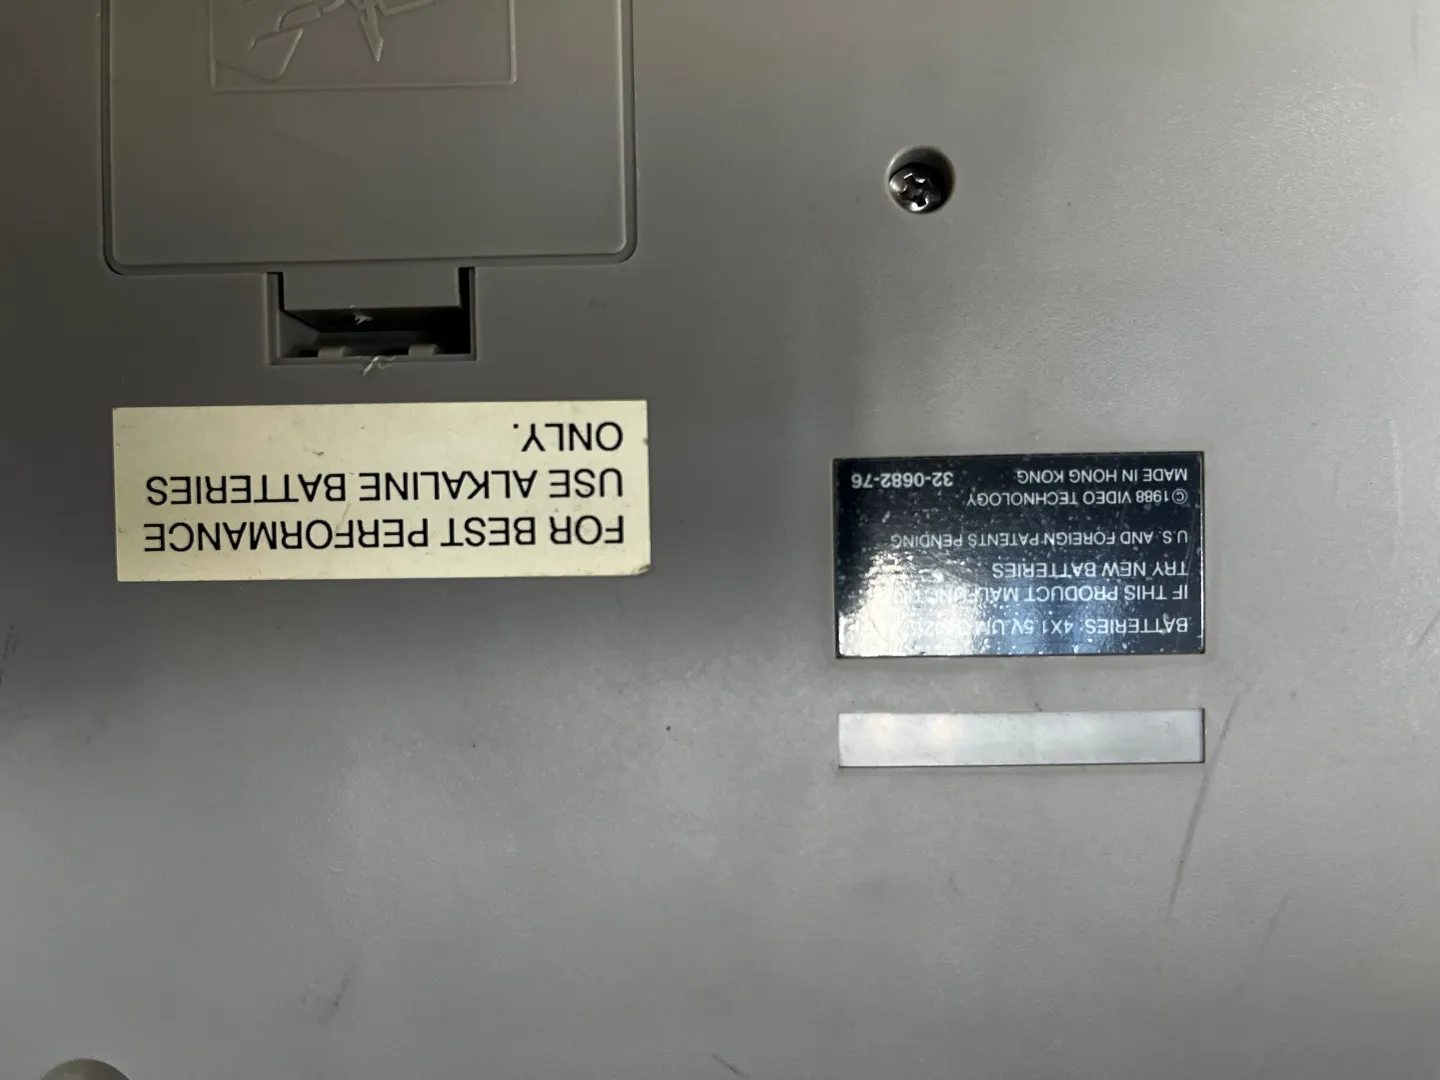 FOR BEST PERFORMANCE
USE ALKALINE BATTERIES
ONLY.
BATTERIES: 4X1.5V
IF THIS PRODUCT
TRY NEW BATTERIES
U.S. AND FOREIGN PATENTS PENDING
©1988 VIDEO TECHNOLOGY
MADE IN HONG KONG 32-0682-76